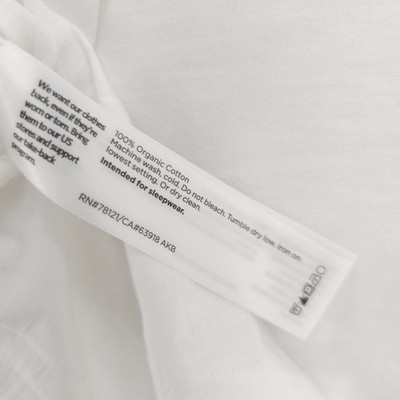 We want our clothes
back, even if they're
worn or torn. Bring
them to our US
stores and support
our take-back
program.
100% Organic Cotton
Machine wash, cold. Do not bleach. Tumble dry low. Iron on
lowest setting. Or dry clean.
Intended for sleepwear.
RN#78121/CA#63918 AKB